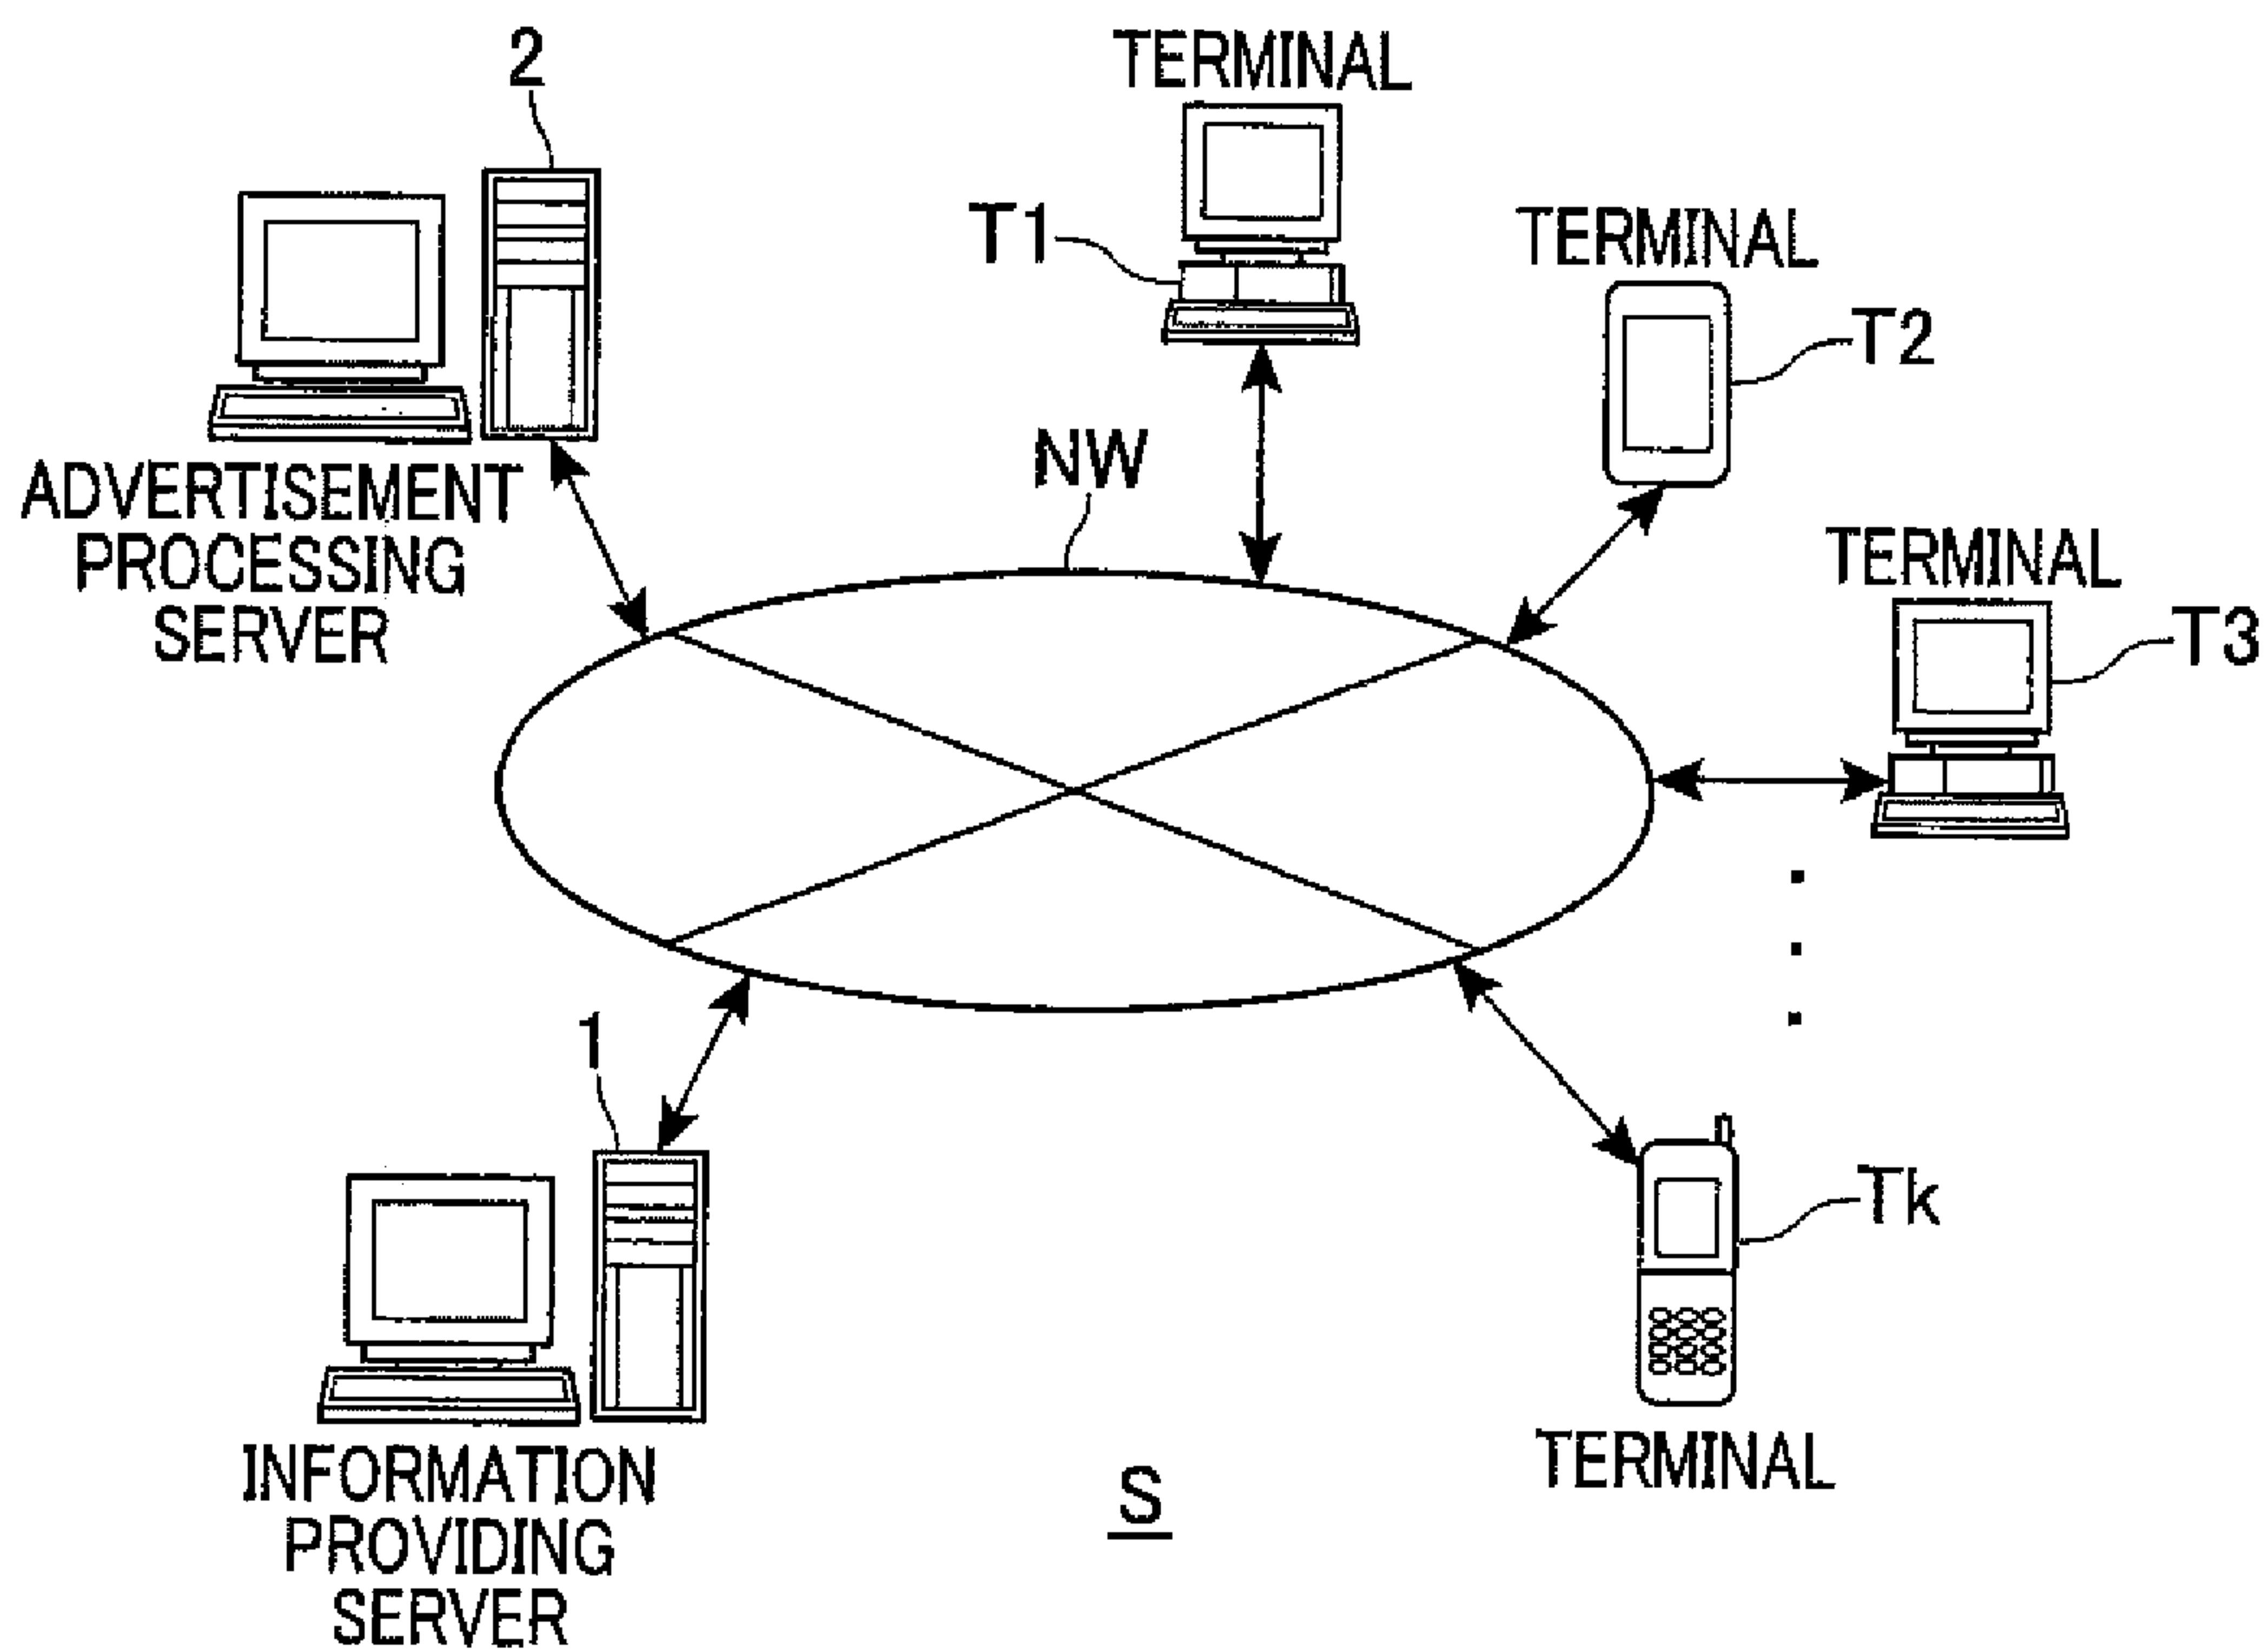 2
TERMINAL
T1
TERMINAL
T2
NW
ADVERTISEMENT
PROCESSING
SERVER
TERMINAL
T3
1
Tk
INFORMATION
PROVIDING
SERVER
TERMINAL
S